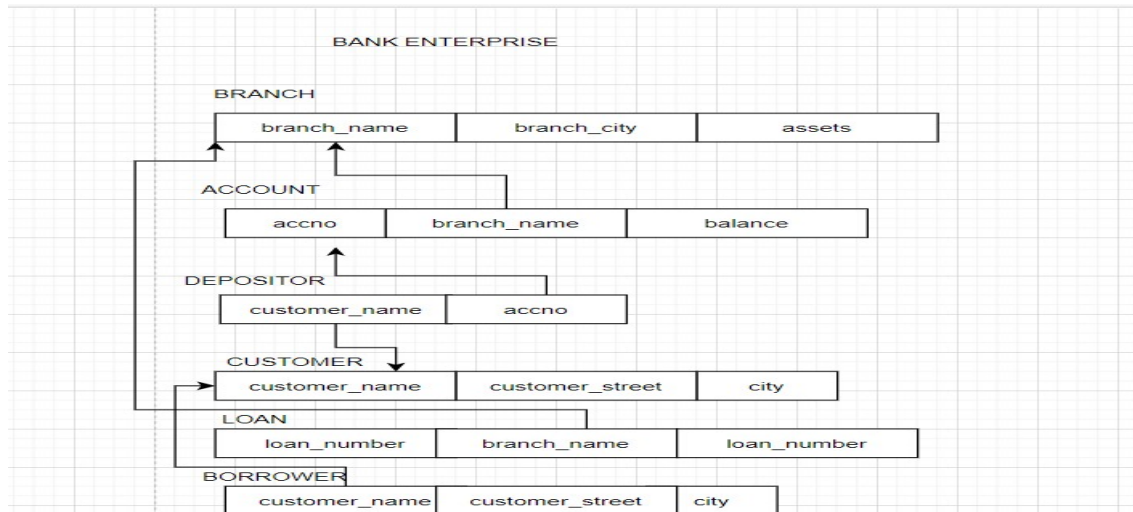 BANK ENTERPRISE
BRANCH
branch_name branch_city assets
ACCOUNT
accno branch_name balance
DEPOSITOR
customer_name accno
CUSTOMER
customer_name customer_street city
LOAN
loan_number branch_name loan_number
BORROWER
customer_name customer_street city